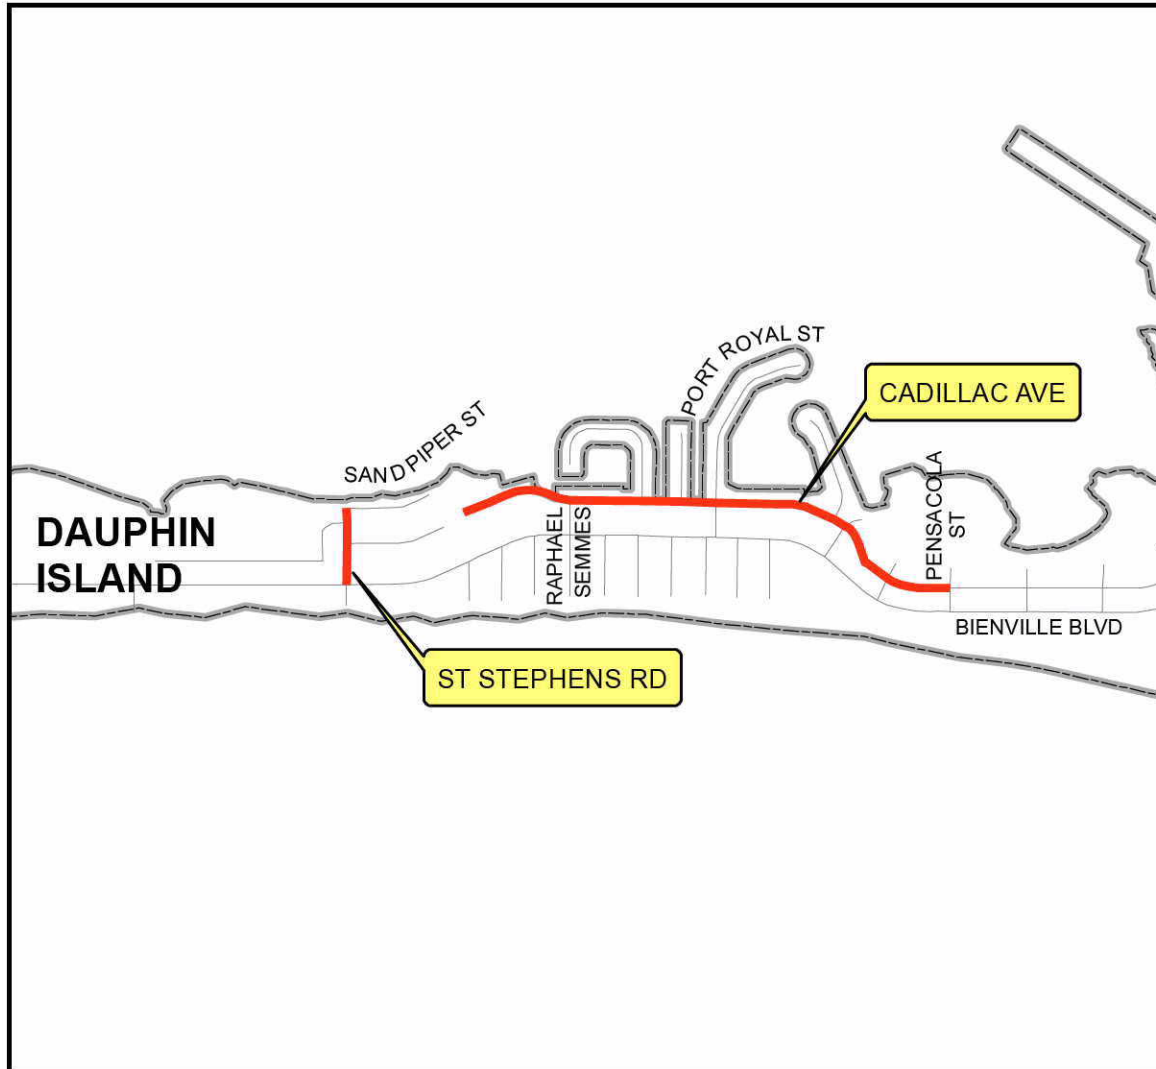 PORT ROYAL ST
CADILLAC AVE
SANDPIPER ST
DAUPHIN
ISLAND
RAPHAEL
SEMMES
PENSACOLA
ST
BIENVILLE BLVD
ST STEPHENS RD